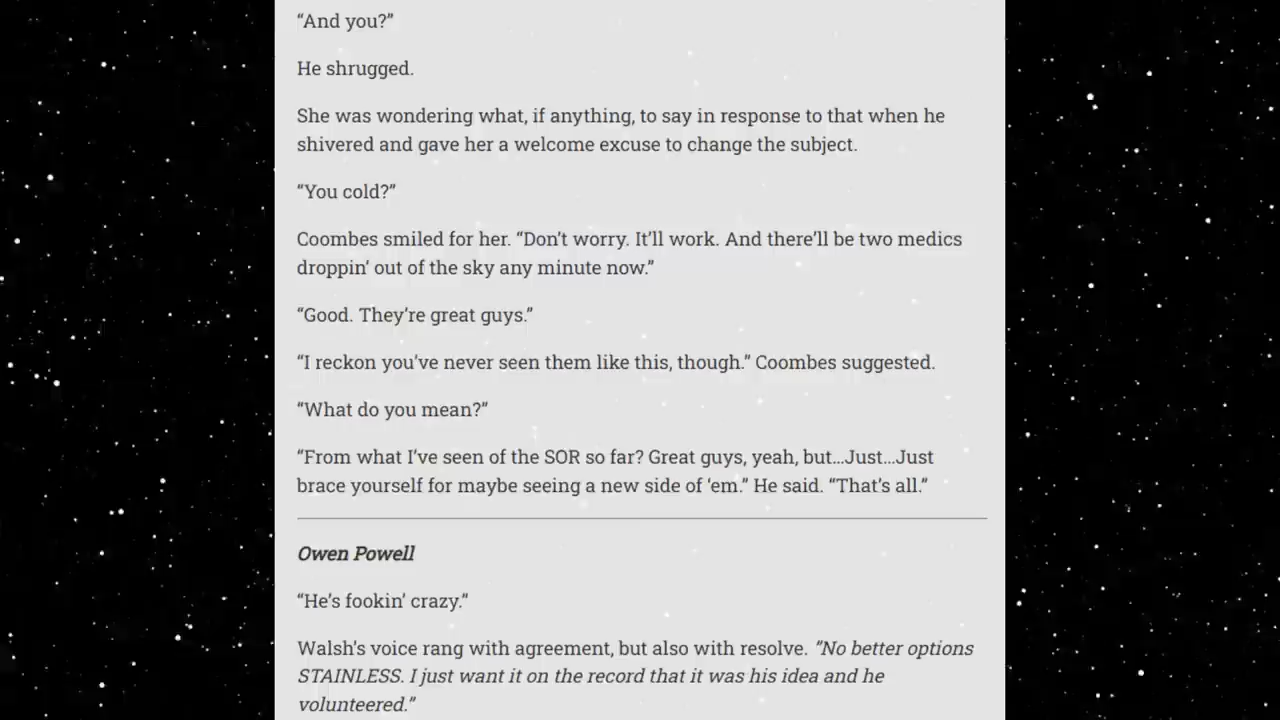 “And you?”
He shrugged.
She was wondering what, if anything, to say in response to that when he
shivered and gave her a welcome excuse to change the subject.
“You cold?”
Coombes smiled for her. “Don’t worry. It’ll work. And there’ll be two medics
droppin’ out of the sky any minute now.”
“Good. They’re great guys.”
“I reckon you’ve never seen them like this, though.” Coombes suggested.
“What do you mean?”
“From what I’ve seen of the SOR so far? Great guys, yeah, but…Just…Just
brace yourself for maybe seeing a new side of ‘em.” He said. “That’s all.”
Owen Powell
“He’s fookin’ crazy.”
Walsh’s voice rang with agreement, but also with resolve. “No better options
STAINLESS. I just want it on the record that it was his idea and he
volunteered.”